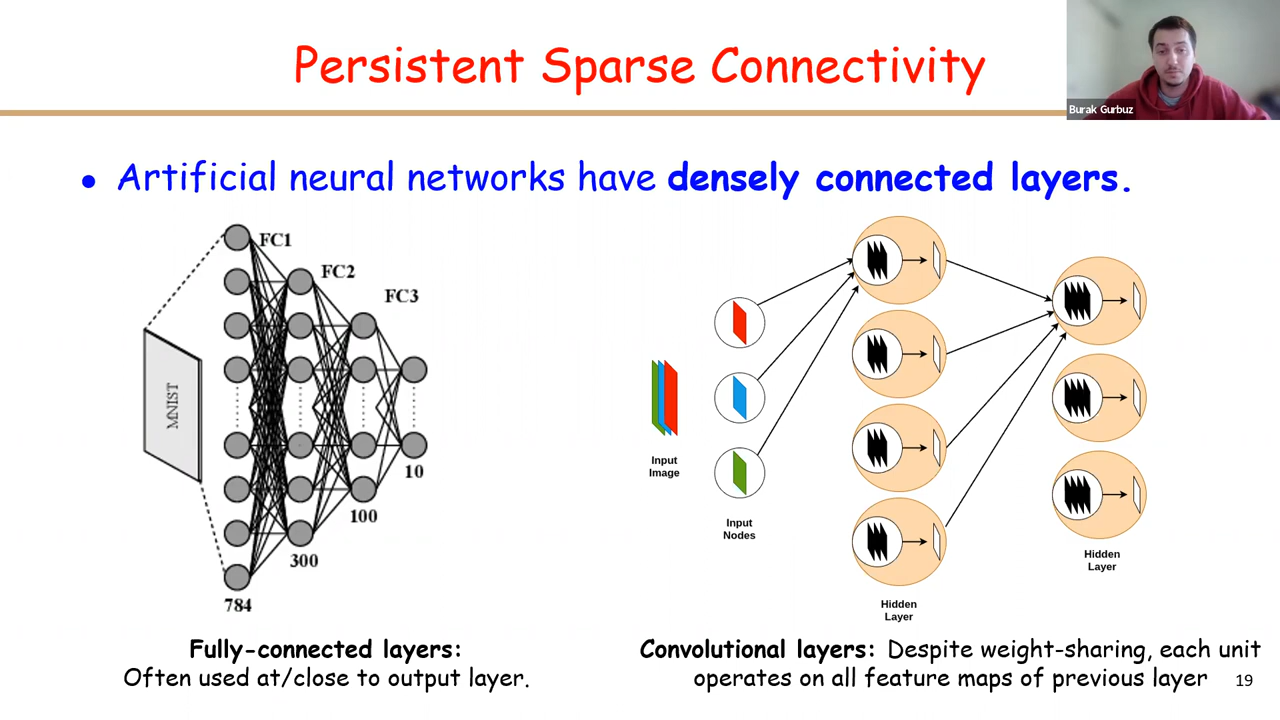 Persistent Sparse Connectivity
Burak Gurbuz
● Artificial neural networks have densely connected layers.
FC1
FC2
FC3
MNIST
10
100
300
784
Input
Image
Input
Nodes
Hidden
Layer
Hidden
Layer
Fully-connected layers:
Often used at/close to output layer.
Convolutional layers: Despite weight-sharing, each unit
operates on all feature maps of previous layer
19